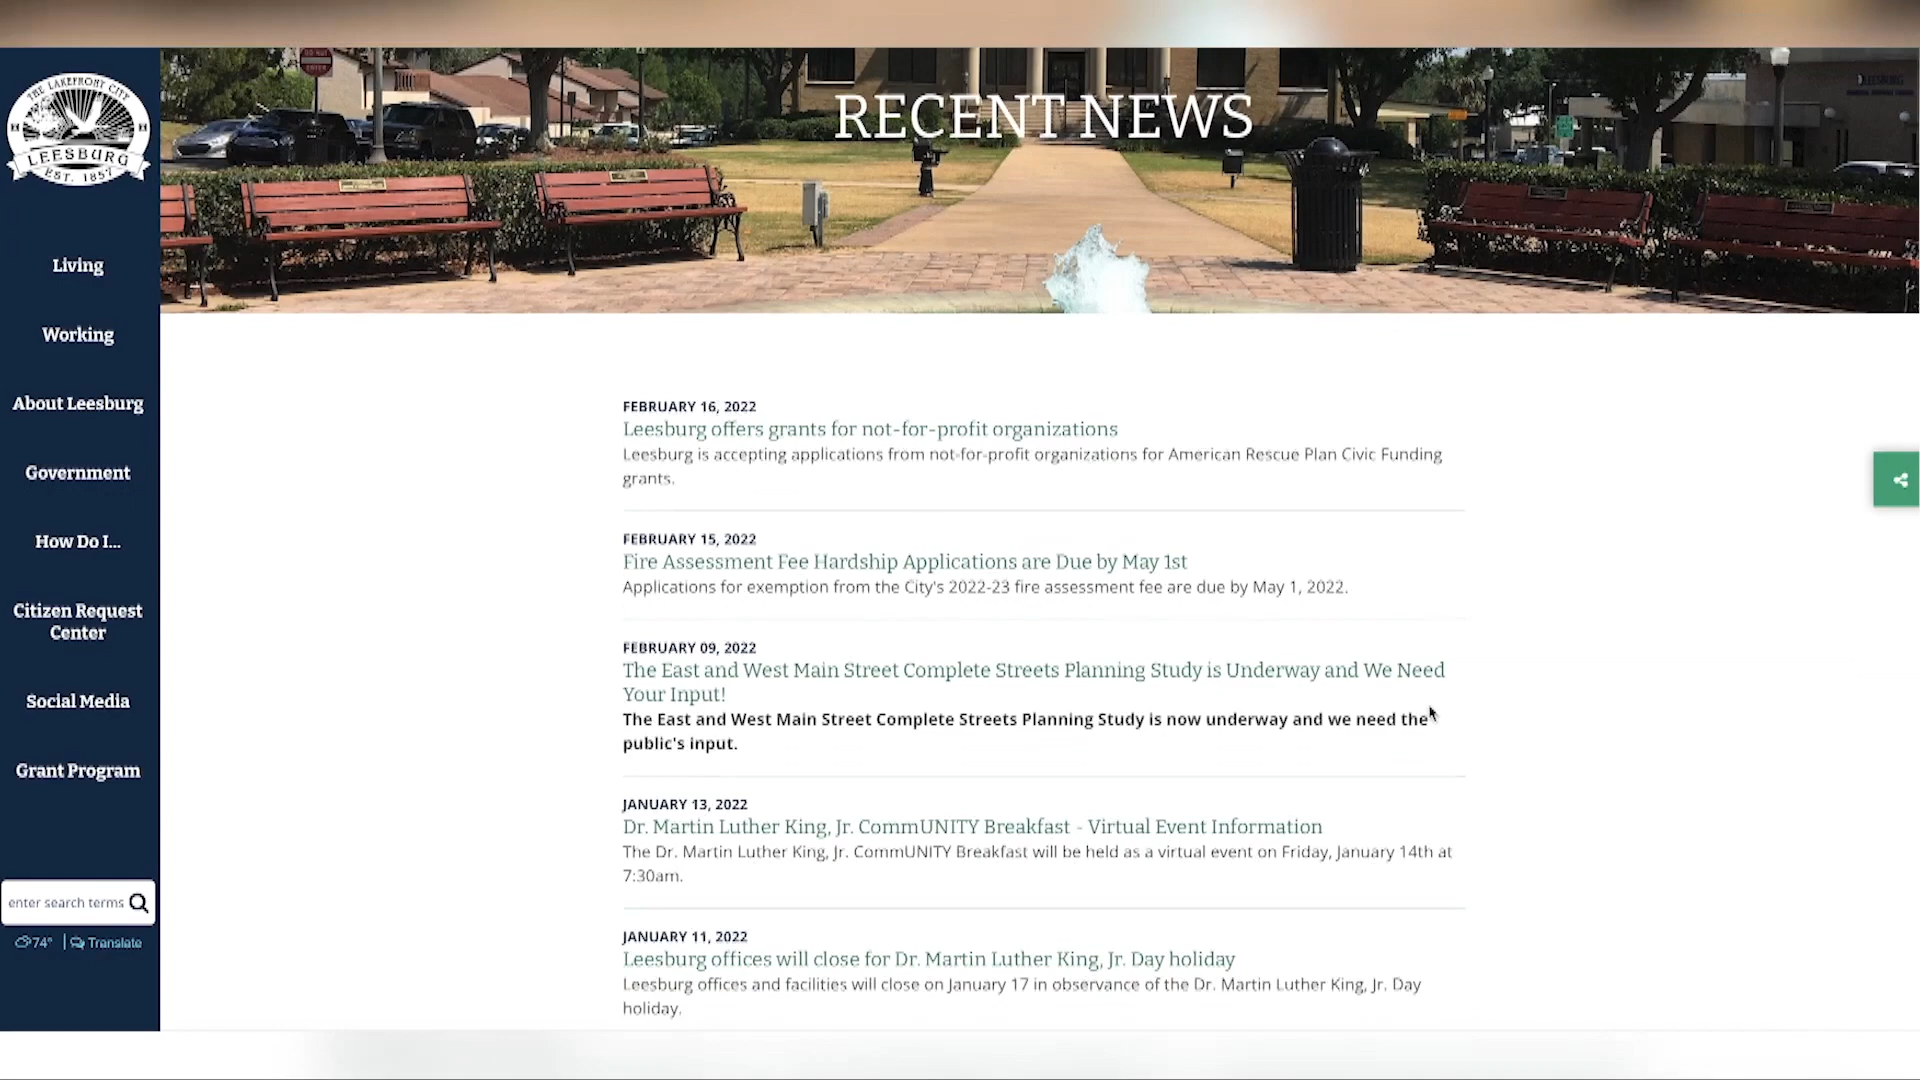 THE LAKEFRONT CITY
LEESBURG
EST. 1857
Living
Working
About Leesburg
Government
How Do I...
Citizen Request
Center
Social Media
Grant Program
enter search terms
74°
Translate
DO NOT
ENTER
RECENT NEWS
FEBRUARY 16, 2022
Leesburg offers grants for not-for-profit organizations
Leesburg is accepting applications from not-for-profit organizations for American Rescue Plan Civic Funding
grants.
FEBRUARY 15, 2022
Fire Assessment Fee Hardship Applications are Due by May 1st
Applications for exemption from the City's 2022-23 fire assessment fee are due by May 1, 2022.
FEBRUARY 09, 2022
The East and West Main Street Complete Streets Planning Study is Underway and We Need
Your Input!
The East and West Main Street Complete Streets Planning Study is now underway and we need the
public's input.
JANUARY 13, 2022
Dr. Martin Luther King, Jr. CommUNITY Breakfast - Virtual Event Information
The Dr. Martin Luther King, Jr. CommUNITY Breakfast will be held as a virtual event on Friday, January 14th at
7:30am.
JANUARY 11, 2022
Leesburg offices will close for Dr. Martin Luther King, Jr. Day holiday
Leesburg offices and facilities will close on January 17 in observance of the Dr. Martin Luther King, Jr. Day
holiday.